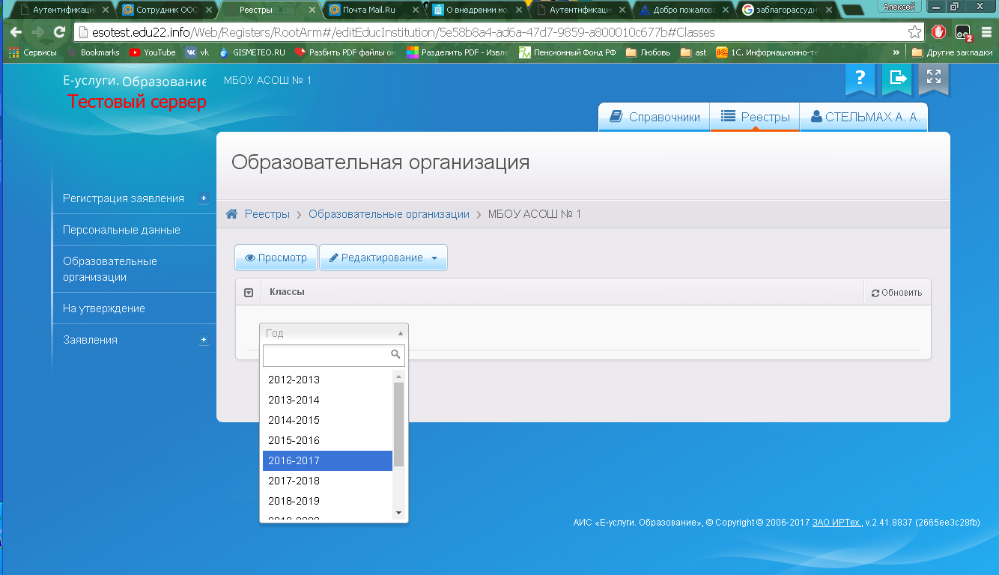 Аутентификаци
Сотрудник ООО
Реестры
Почта Mail.Ru
О внедрении мо
Аутентификаци
Добро пожалова
заблагорассуди
Алексей
esotest.edu22.info/Web/Registers/RootArm#/editEducInstitution/5e58b8a4-ad6a-47d7-9859-a800010c677b#Classes
2
Сервисы
Bookmarks
YouTube
vk
GISMETEO.RU
Разбить PDF файлы он
Разделить PDF - Извле
Пенсионный Фонд РФ
Любовь
ast
1С. Информационно-те
»
Другие закладки
Е-услуги. Образование
Тестовый сервер
МБОУ АСОШ № 1
?
Справочники
Реестры
СТЕЛЬМАХ А. А.
Образовательная организация
Регистрация заявления
Персональные данные
Образовательные
организации
На утверждение
Заявления
Реестры > Образовательные организации > МБОУ АСОШ № 1
Просмотр
Редактирование
Классы
Обновить
Год
2012-2013
2013-2014
2014-2015
2015-2016
2016-2017
2017-2018
2018-2019
АИС «Е-услуги. Образование», © Copyright © 2006-2017 ЗАО ИРТех., v.2.41.8837 (2665ee3c28fb)